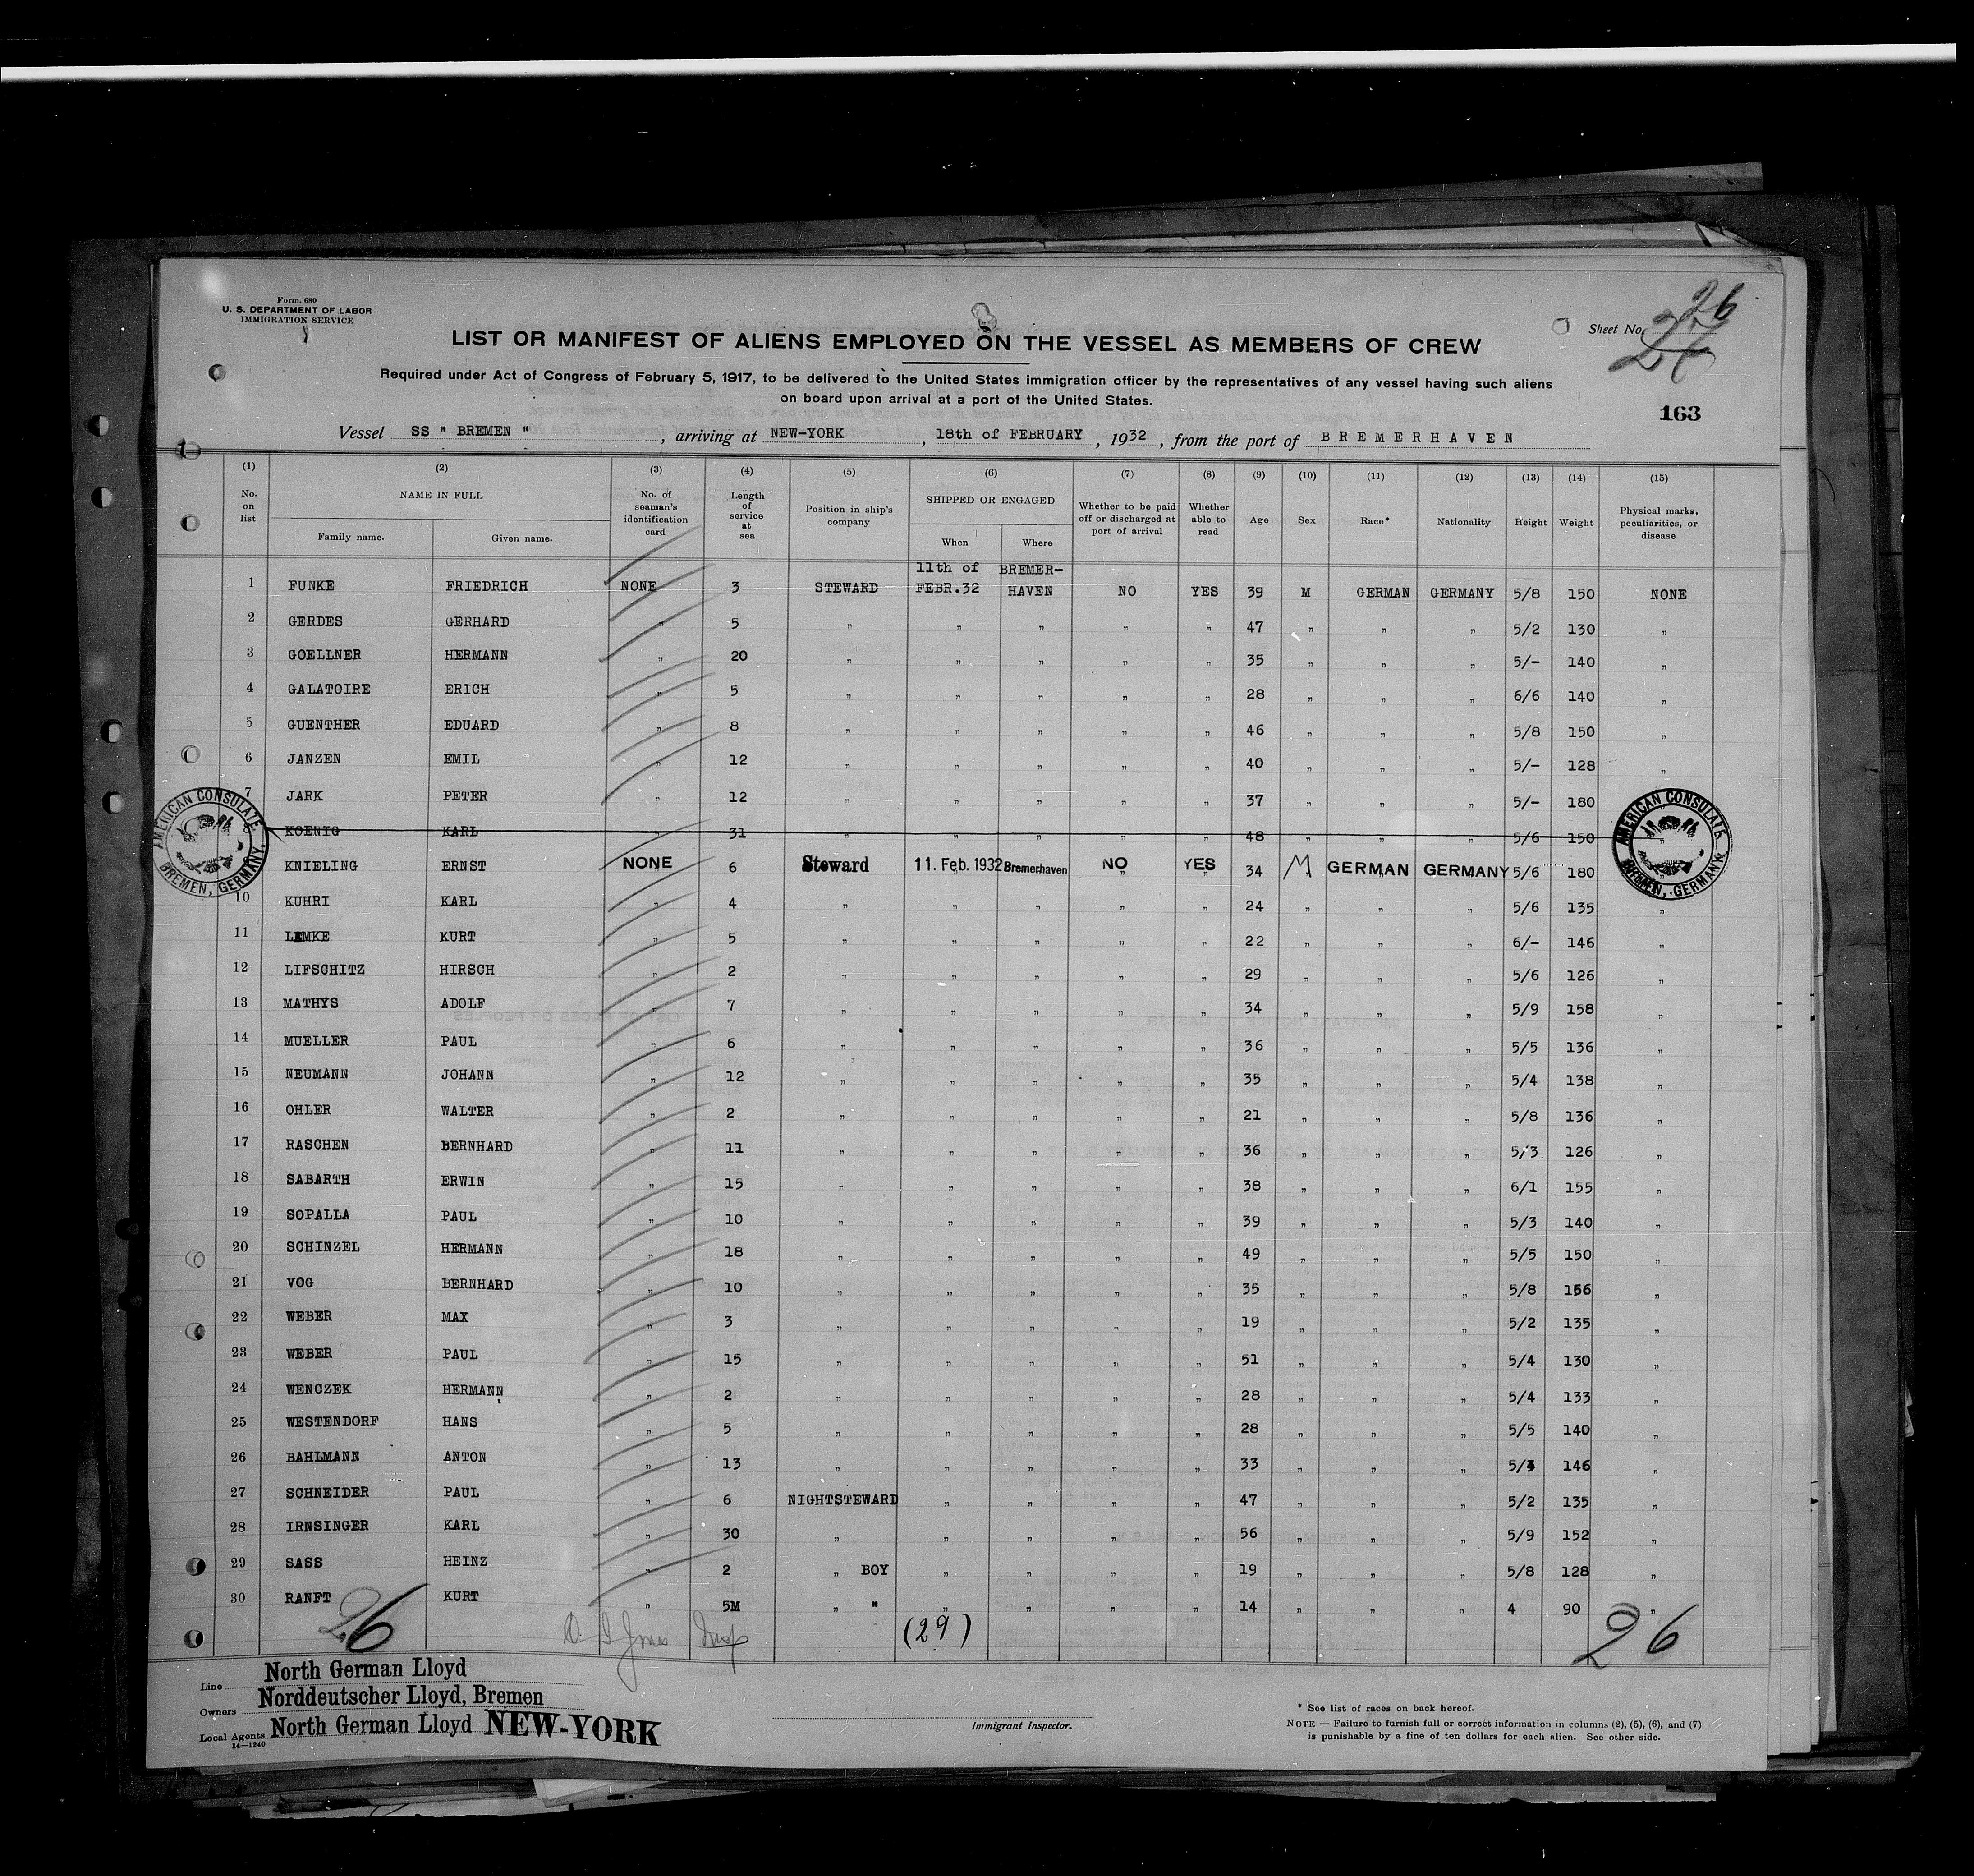 Form 680
U. S. DEPARTMENT OF LABOR
IMMIGRATION SERVICE
Sheet No. 26
LIST OR MANIFEST OF ALIENS EMPLOYED ON THE VESSEL AS MEMBERS OF CREW
Required under Act of Congress of February 5, 1917, to be delivered to the United States immigration officer by the representatives of any vessel having such aliens
on board upon arrival at a port of the United States.
163
Vessel SS " BREMEN " , arriving at NEW-YORK , 18th of FEBRUARY , 1932 , from the port of BREMERHAVEN
(1) (2) (3) (4) (5) (6) (7) (8) (9) (10) (11) (12) (13) (14) (15)
No. on list NAME IN FULL Family name. Given name. No. of seaman's identification card Length of service at sea Position in ship's company SHIPPED OR ENGAGED When Where Whether to be paid off or discharged at port of arrival Whether able to read Age Sex Race* Nationality Height Weight Physical marks, peculiarities, or disease
1 FUNKE FRIEDRICH NONE 3 STEWARD 11th of FEBR.32 BREMER-HAVEN NO YES 39 M GERMAN GERMANY 5/8 150 NONE
2 GERDES GERHARD " 5 " " " " " 47 " " " 5/2 130 "
3 GOELLNER HERMANN " 20 " " " " " 35 " " " 5/- 140 "
4 GALATOIRE ERICH " 5 " " " " " 28 " " " 6/6 140 "
5 GUENTHER EDUARD " 8 " " " " " 46 " " " 5/8 150 "
6 JANZEN EMIL " 12 " " " " " 40 " " " 5/- 128 "
7 JARK PETER " 12 " " " " " 37 " " " 5/- 180 "
KOENIG KARL " 31 " " " " " 48 " " " 5/6 150
KNIELING ERNST NONE 6 Steward 11. Feb. 1932 Bremerhaven NO YES 34 M GERMAN GERMANY 5/6 180
10 KUHRI KARL " 4 " " " " " 24 " " " 5/6 135 "
11 LEMKE KURT " 5 " " " " " 22 " " " 6/- 146 "
12 LIFSCHITZ HIRSCH " 2 " " " " " 29 " " " 5/6 126 "
13 MATHYS ADOLF " 7 " " " " " 34 " " " 5/9 158 "
14 MUELLER PAUL " 6 " " " " " 36 " " " 5/5 136 "
15 NEUMANN JOHANN " 12 " " " " " 35 " " " 5/4 138 "
16 OHLER WALTER " 2 " " " " " 21 " " " 5/8 136 "
17 RASCHEN BERNHARD " 11 " " " " " 36 " " " 5/3 126 "
18 SABARTH ERWIN " 15 " " " " " 38 " " " 6/1 155 "
19 SOPALLA PAUL " 10 " " " " " 39 " " " 5/3 140 "
20 SCHINZEL HERMANN " 18 " " " " " 49 " " " 5/5 150 "
21 VOG BERNHARD " 10 " " " " " 35 " " " 5/8 156 "
22 WEBER MAX " 3 " " " " " 19 " " " 5/2 135 "
23 WEBER PAUL " 15 " " " " " 51 " " " 5/4 130 "
24 WENCZEK HERMANN " 2 " " " " " 28 " " " 5/4 133 "
25 WESTENDORF HANS " 5 " " " " " 28 " " " 5/5 140 "
26 BAHLMANN ANTON " 13 " " " " " 33 " " " 5/3 146 "
27 SCHNEIDER PAUL " 6 NIGHTSTEWARD " " " " 47 " " " 5/2 135 "
28 IRNSINGER KARL " 30 " " " " " 56 " " " 5/9 152 "
29 SASS HEINZ " 2 " BOY " " " " 19 " " " 5/8 128 "
30 RANFT KURT " 5M " " " " " " 14 " " " 4 90 "
AMERICAN CONSULATE
BREMEN, GERMANY.
AMERICAN CONSULATE
BREMEN, GERMANY.
26 (29) 26
Line North German Lloyd
Owners Norddeutscher Lloyd, Bremen
Local Agents North German Lloyd NEW-YORK
14—1240
Immigrant Inspector.
* See list of races on back hereof.
NOTE — Failure to furnish full or correct information in columns (2), (5), (6), and (7)
is punishable by a fine of ten dollars for each alien. See other side.